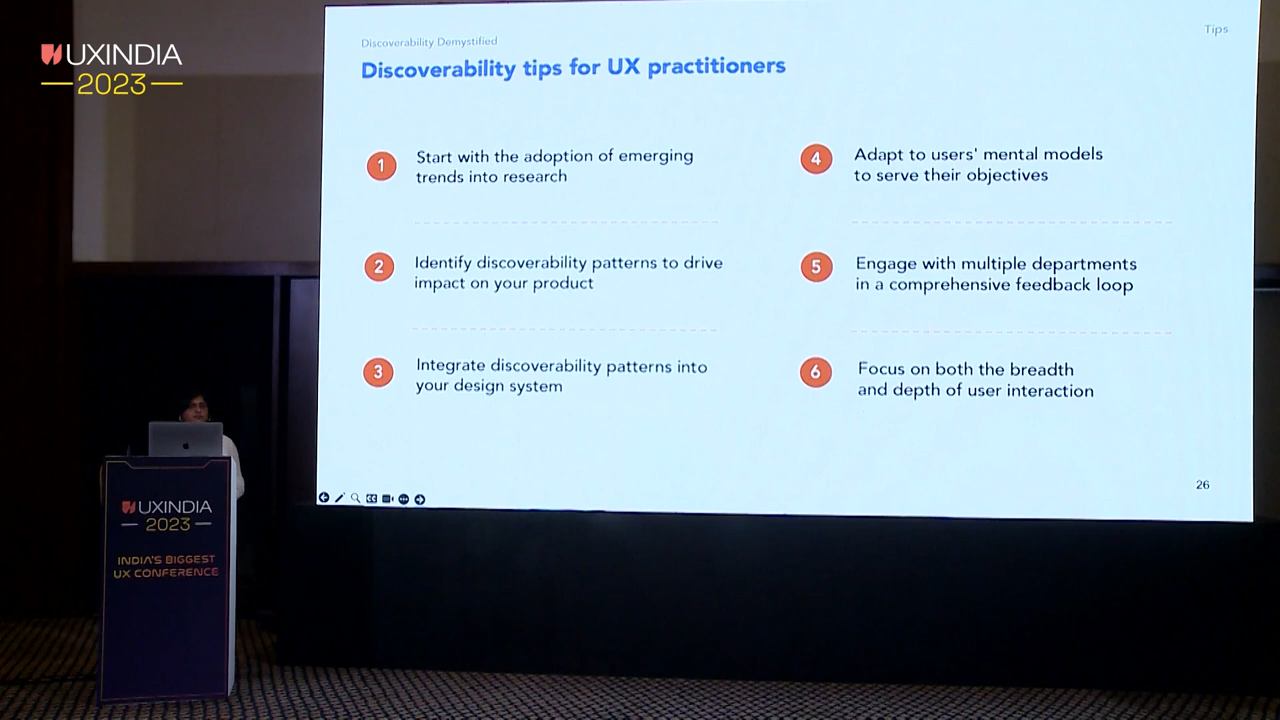 UXINDIA
2023
Discoverability Demystified
Tips
Discoverability tips for UX practitioners
1
Start with the adoption of emerging
trends into research
2
Identify discoverability patterns to drive
impact on your product
3
Integrate discoverability patterns into
your design system
4
Adapt to users' mental models
to serve their objectives
5
Engage with multiple departments
in a comprehensive feedback loop
6
Focus on both the breadth
and depth of user interaction
26
UXINDIA
2023
INDIA'S BIGGEST
UX CONFERENCE